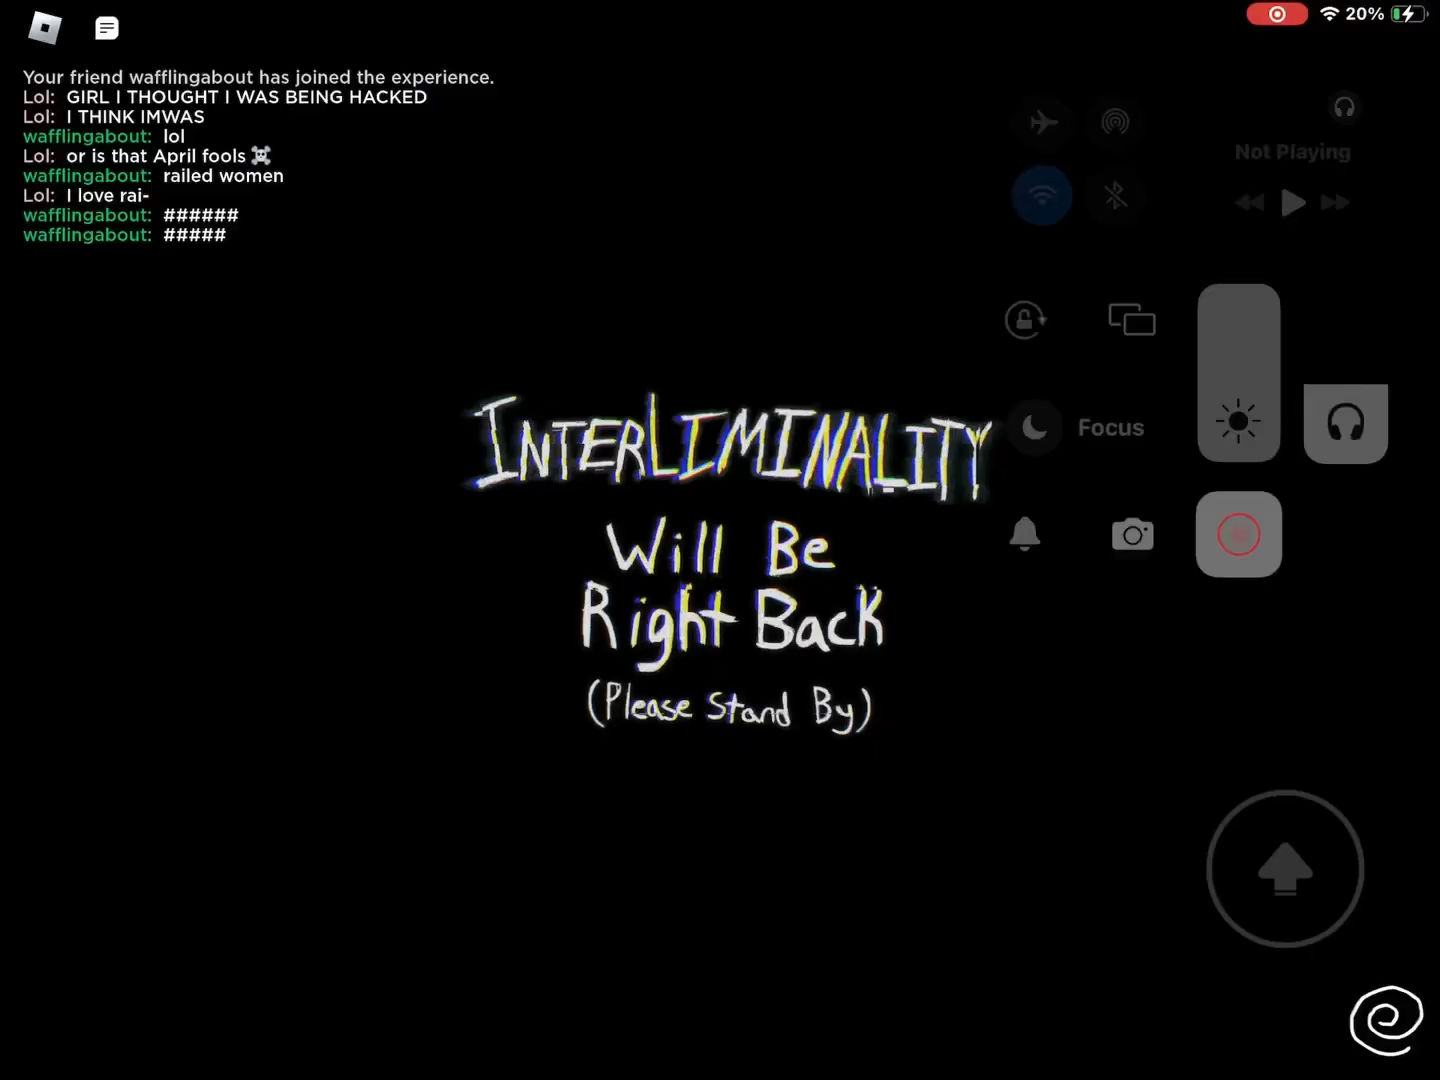 20%
Your friend wafflingabout has joined the experience.
Lol: GIRL I THOUGHT I WAS BEING HACKED
Lol: I THINK IMWAS
wafflingabout: lol
Lol: or is that April fools ☠️
wafflingabout: railed women
Lol: I love rai-
wafflingabout: ######
wafflingabout: #####
Not Playing
Focus
INTERLIMINALITY
Will Be
Right Back
(Please Stand By)